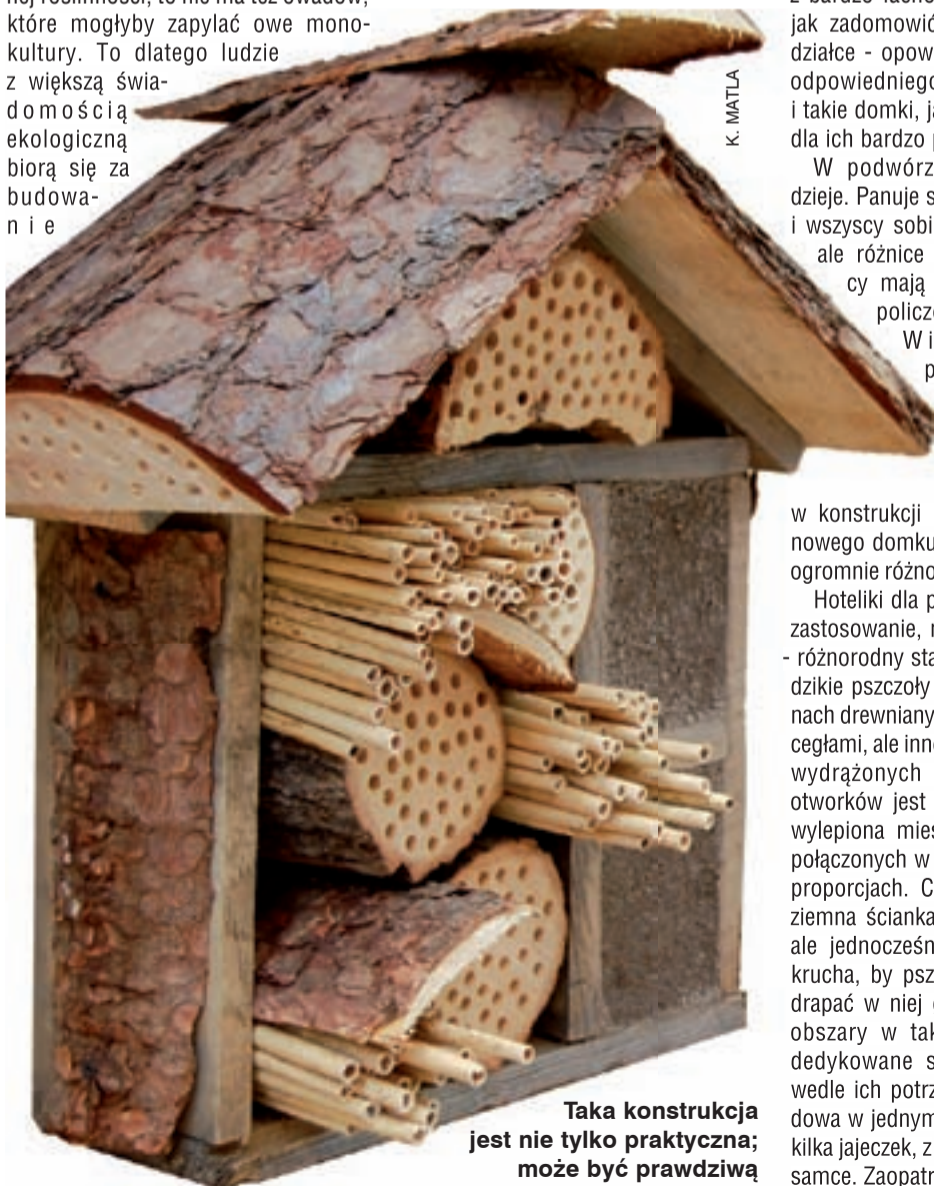 nej roślinności, to nie ma też owadów,
które mogłyby zapylać owe mono-
kultury. To dlatego ludzie
z większą świa-
domością
ekologiczną
biorą się za
budowa-
nie
K. MATLA
z bardzo
jak zadomowić
działce - opow
odpowiedniego
i takie domki, ja
dla ich bardzo p
W podwórz
dzieje. Panuje s
i wszyscy sobi
ale różnice
cy mają
policz
W i
p
w konstrukcji
nowego domku
ogromnie różno
Hoteliki dla p
zastosowanie, n
- różnorodny sta
dzikie pszczoły
nach drewniany
cegłami, ale inne
wydrążonych
otworków jest
wylepiona mies
połączonych w
proporcjach. C
ziemna ścianka
ale jednocześn
krucha, by psz
drapać w niej
obszary w tak
dedykowane s
wedle ich potrz
dowa w jednym
kilka jajeczek, z
samce. Zaopatr
Taka konstrukcja
jest nie tylko praktyczna;
może być prawdziwą